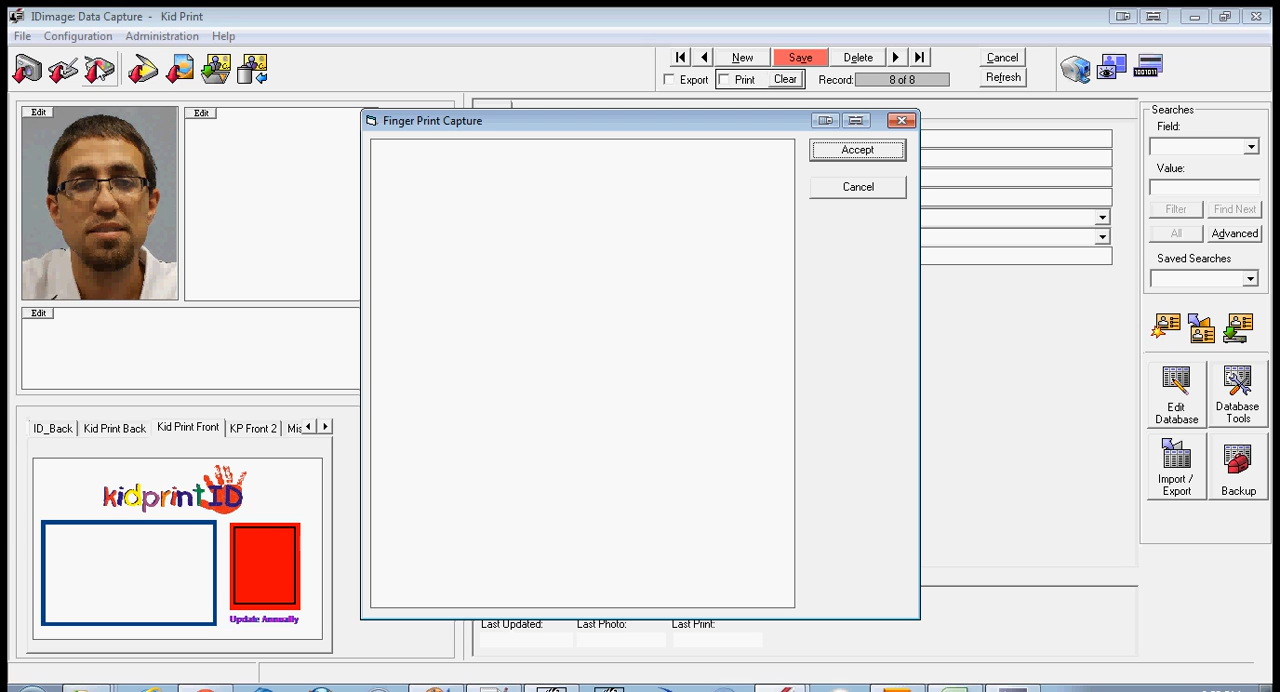 IDimage: Data Capture - Kid Print
File Configuration Administration Help
New Save Delete Cancel
Export Print Clear Record: 8 of 8 Refresh
Edit
Edit
Edit
Finger Print Capture
Accept
Cancel
Searches
Field:
Value:
Filter Find Next
All Advanced
Saved Searches
Edit Database
Database Tools
Import / Export
Backup
ID_Back Kid Print Back Kid Print Front KP Front 2
kidprintID
Update Annually
Last Updated: Last Photo: Last Print: